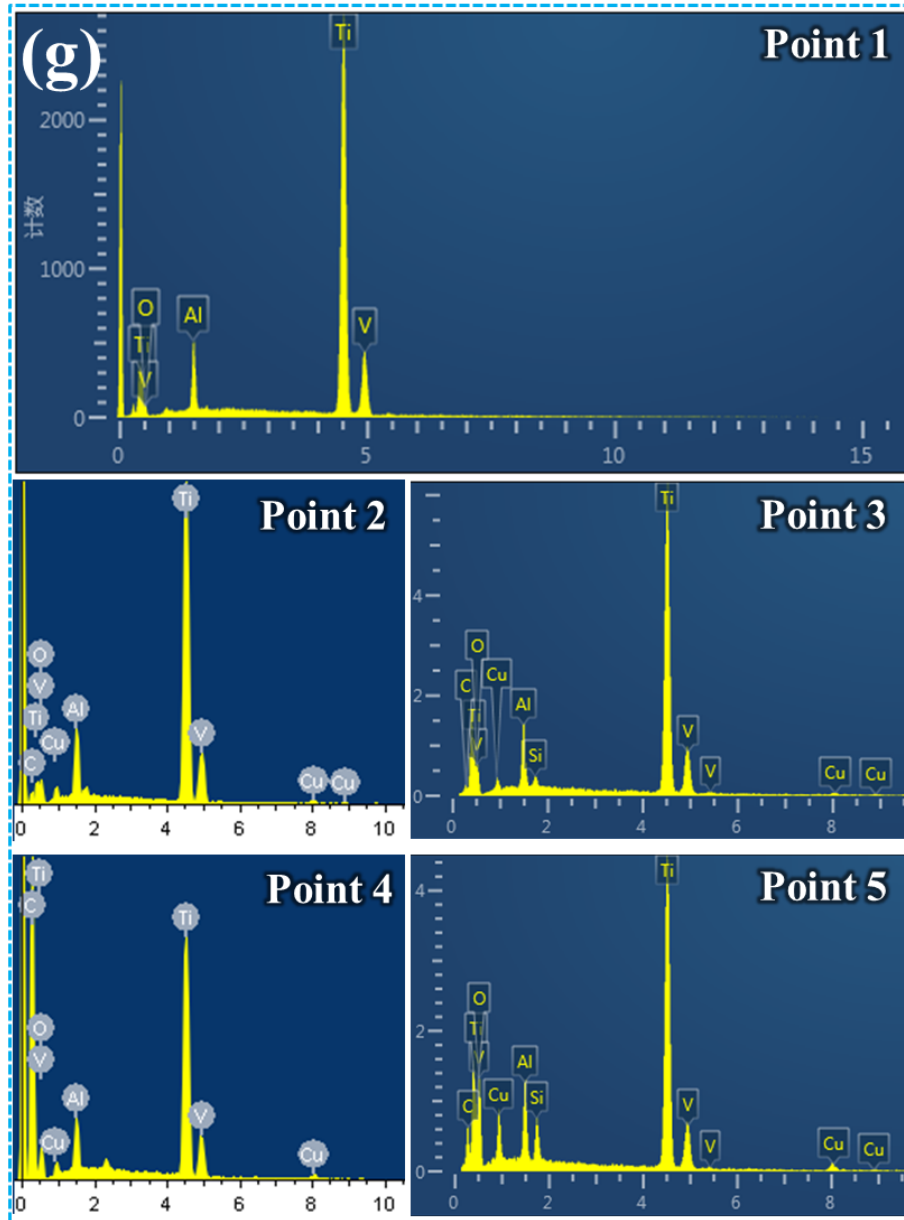 (g)
Point 1
Ti
2000
计数
1000
O
Ti
V
Al
V
0
0 5 10 15
Point 2
Ti
O
V
Ti
Cu
C
Al
V
Cu Cu
0 2 4 6 8 10
Point 3
Ti
4
O
C
Cu
Ti
V
Al
Si
V
V
Cu Cu
2
0
0 2 4 6 8
Point 4
Ti
C
O
V
Cu
Al
Ti
V
Cu
0 2 4 6 8 10
Point 5
Ti
4
2
O
Ti
V
C
Cu
Al
Si
V
V
Cu Cu
0
0 2 4 6 8